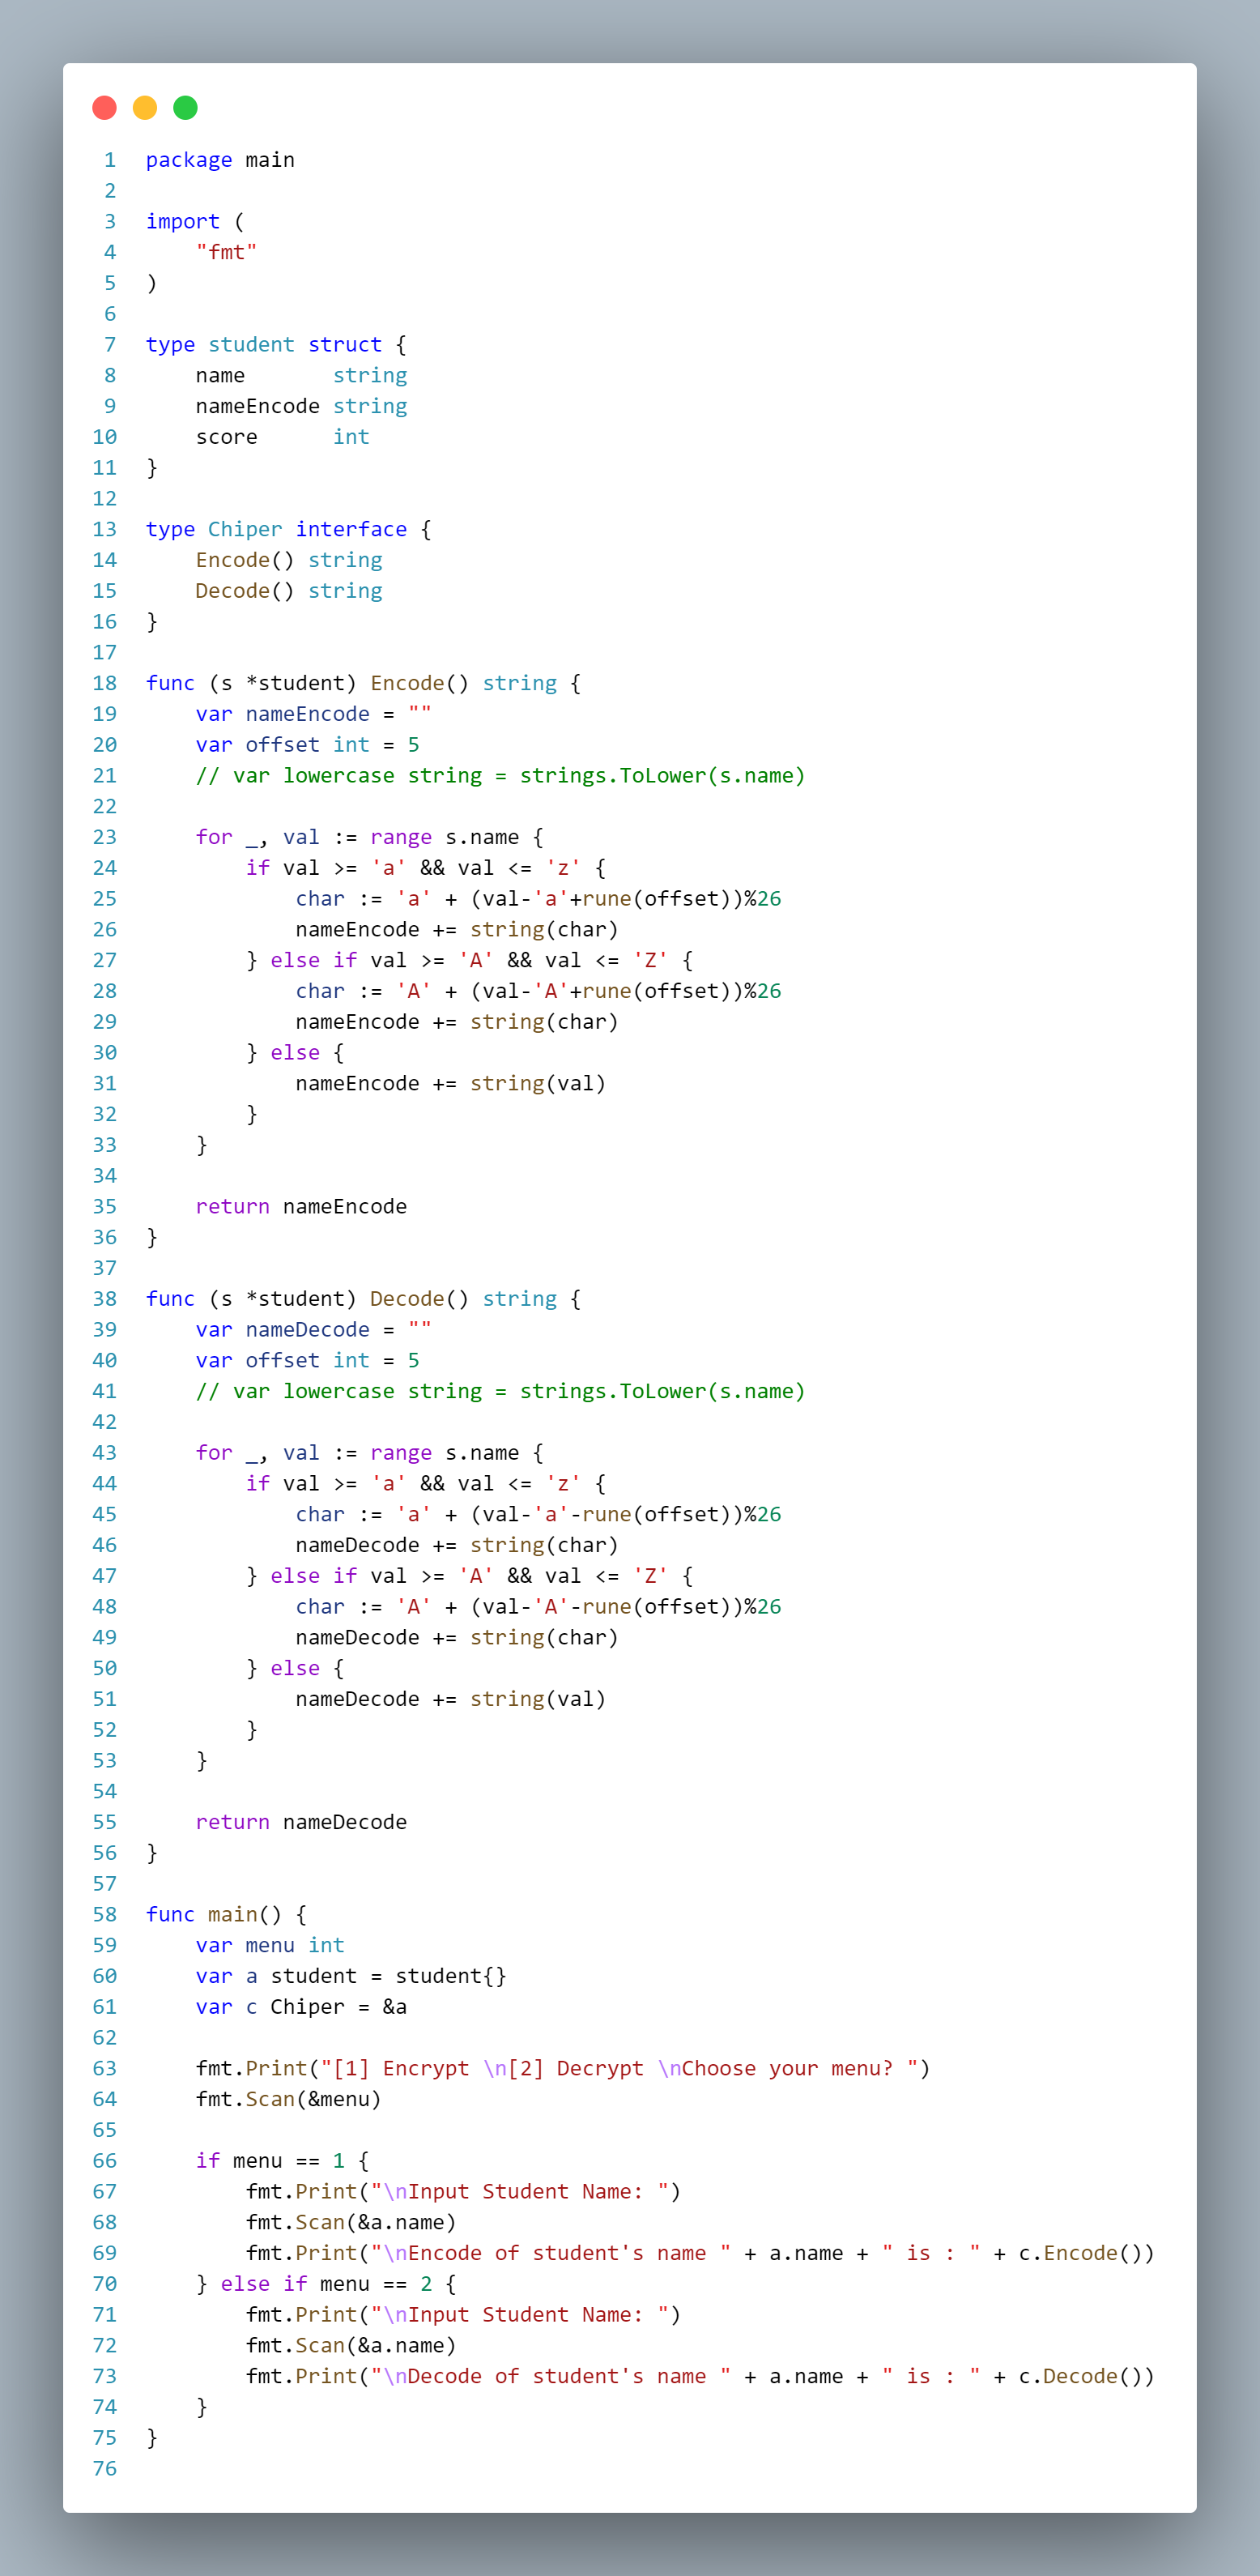 1 package main
2
3 import (
4     "fmt"
5 )
6
7 type student struct {
8     name       string
9     nameEncode string
10     score      int
11 }
12
13 type Chiper interface {
14     Encode() string
15     Decode() string
16 }
17
18 func (s *student) Encode() string {
19     var nameEncode = ""
20     var offset int = 5
21     // var lowercase string = strings.ToLower(s.name)
22
23     for _, val := range s.name {
24         if val >= 'a' && val <= 'z' {
25             char := 'a' + (val-'a'+rune(offset))%26
26             nameEncode += string(char)
27         } else if val >= 'A' && val <= 'Z' {
28             char := 'A' + (val-'A'+rune(offset))%26
29             nameEncode += string(char)
30         } else {
31             nameEncode += string(val)
32         }
33     }
34
35     return nameEncode
36 }
37
38 func (s *student) Decode() string {
39     var nameDecode = ""
40     var offset int = 5
41     // var lowercase string = strings.ToLower(s.name)
42
43     for _, val := range s.name {
44         if val >= 'a' && val <= 'z' {
45             char := 'a' + (val-'a'-rune(offset))%26
46             nameDecode += string(char)
47         } else if val >= 'A' && val <= 'Z' {
48             char := 'A' + (val-'A'-rune(offset))%26
49             nameDecode += string(char)
50         } else {
51             nameDecode += string(val)
52         }
53     }
54
55     return nameDecode
56 }
57
58 func main() {
59     var menu int
60     var a student = student{}
61     var c Chiper = &a
62
63     fmt.Print("[1] Encrypt \n[2] Decrypt \nChoose your menu? ")
64     fmt.Scan(&menu)
65
66     if menu == 1 {
67         fmt.Print("\nInput Student Name: ")
68         fmt.Scan(&a.name)
69         fmt.Print("\nEncode of student's name " + a.name + " is : " + c.Encode())
70     } else if menu == 2 {
71         fmt.Print("\nInput Student Name: ")
72         fmt.Scan(&a.name)
73         fmt.Print("\nDecode of student's name " + a.name + " is : " + c.Decode())
74     }
75 }
76